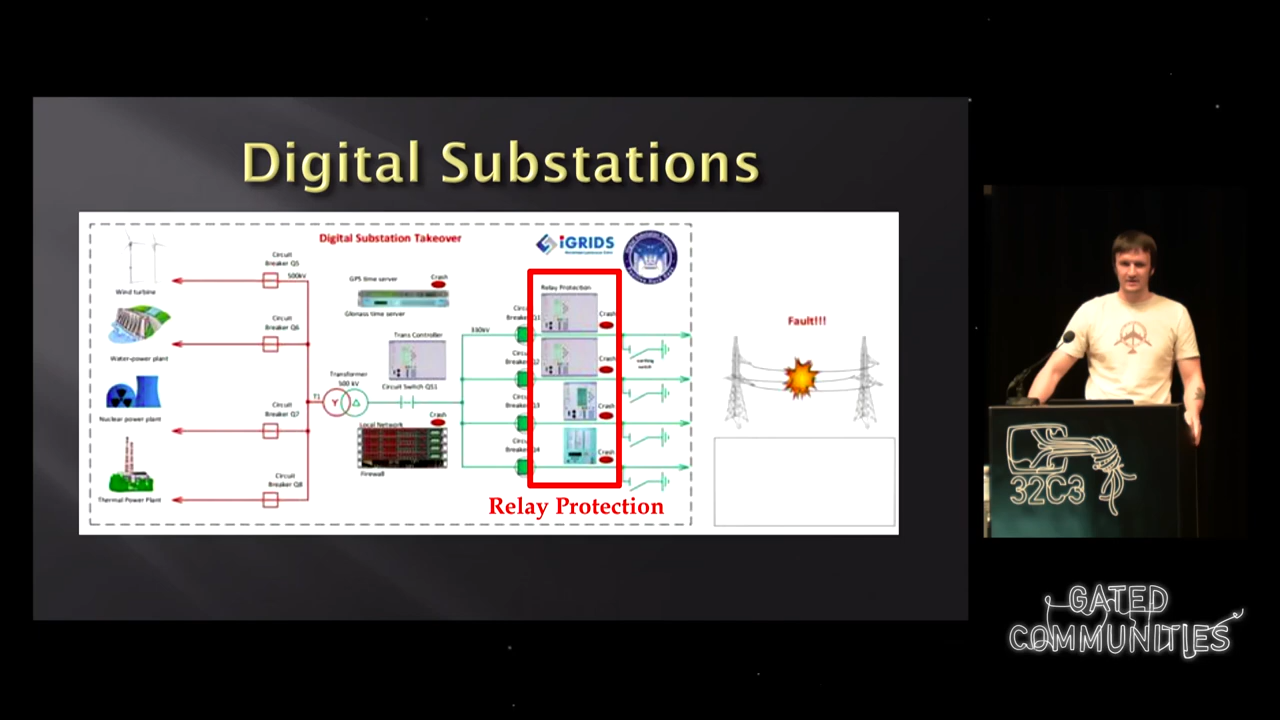 Digital Substations
Digital Substation Takeover
iGRIDS
Wind turbine
Water-power plant
Nuclear power plant
Thermal Power Plant
Circuit
Breaker Q5
500kV
Circuit
Breaker Q6
Circuit
Breaker Q7
Circuit
Breaker Q8
T1
Transformer
500 kV
GPS time server
Crash
Glonass time server
Trans Controller
Circuit Switch Q51
Crash
Local Network
Firewall
330kV
Relay Protection
Crash
Crash
Crash
Crash
earthing
switch
Relay Protection
Fault!!!
32C3
GATED
COMMUNITIES